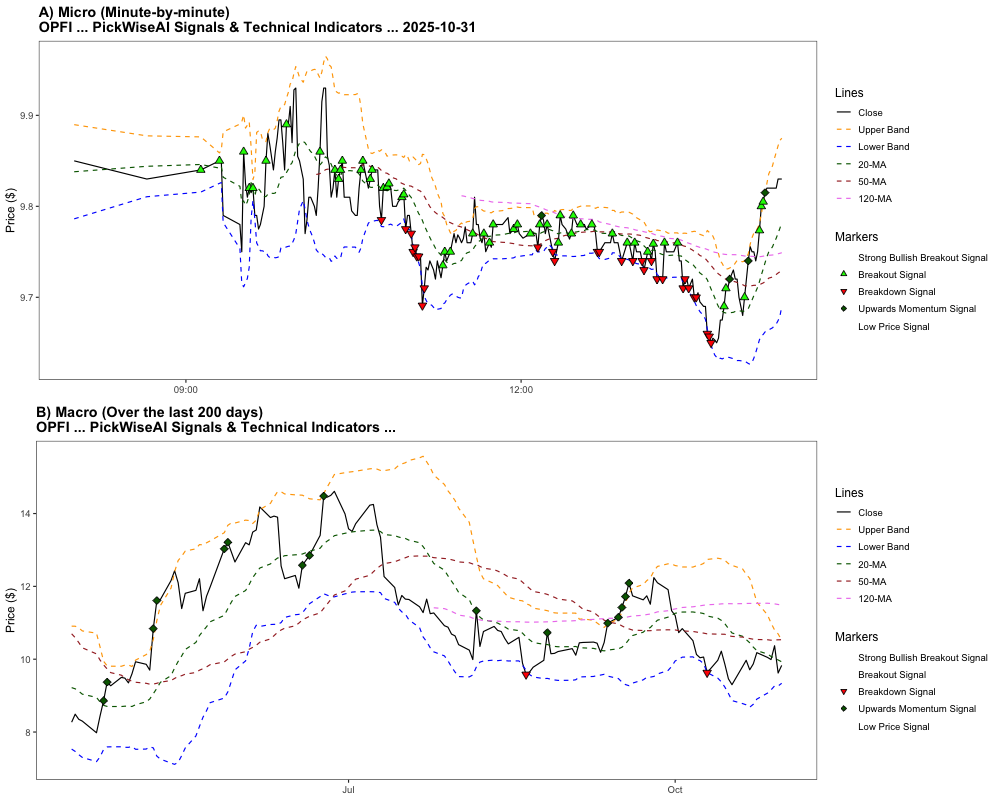 A) Micro (Minute-by-minute)
OPFI ... PickWiseAI Signals & Technical Indicators ... 2025-10-31
Price ($)
9.9
9.8
9.7
09:00
12:00
Lines
Close
Upper Band
Lower Band
20-MA
50-MA
120-MA
Markers
Strong Bullish Breakout Signal
Breakout Signal
Breakdown Signal
Upwards Momentum Signal
Low Price Signal
B) Macro (Over the last 200 days)
OPFI ... PickWiseAI Signals & Technical Indicators ...
Price ($)
14
12
10
8
Jul
Oct
Lines
Close
Upper Band
Lower Band
20-MA
50-MA
120-MA
Markers
Strong Bullish Breakout Signal
Breakout Signal
Breakdown Signal
Upwards Momentum Signal
Low Price Signal